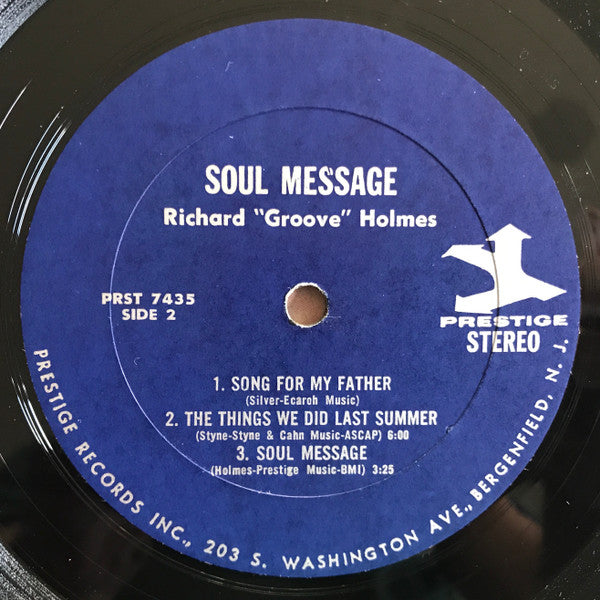 SOUL MESSAGE
Richard "Groove" Holmes
PRST 7435
SIDE 2
PRESTIGE
STEREO
1. SONG FOR MY FATHER
(Silver-Ecaroh Music)
2. THE THINGS WE DID LAST SUMMER
(Styne-Styne & Cahn Music-ASCAP) 6:00
3. SOUL MESSAGE
(Holmes-Prestige Music-BMI) 3:25
PRESTIGE RECORDS INC., 203 S. WASHINGTON AVE., BERGENFIELD, N. J.